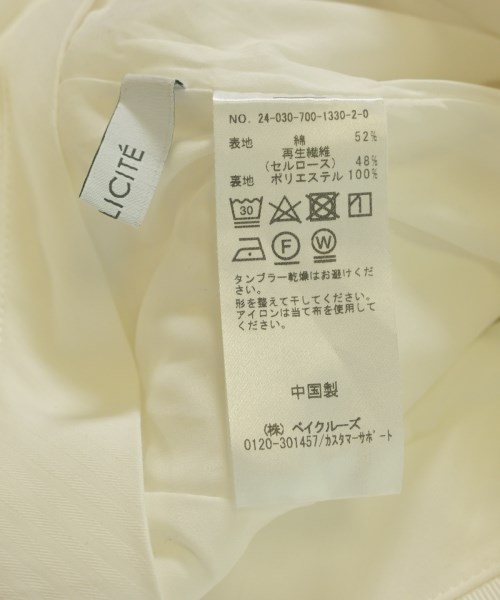 LICITÉ
NO. 24-030-700-1330-2-0
表地 綿 52%
再生繊維
(セルロース) 48%
裏地 ポリエステル 100%
30 1
F W
タンブラー乾燥はお避けくだ
さい。
形を整えて干してください。
アイロンは当て布を使用して
ください。
中国製
(株) ベイクルーズ
0120-301457/カスタマーサポート